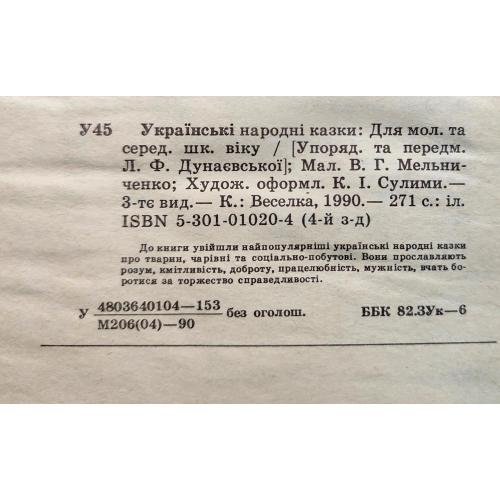 У45 Українські народні казки: Для мол. та
серед. шк. віку / [Упоряд. та передм.
Л. Ф. Дунаєвської]; Мал. В. Г. Мельни-
ченко; Худож. оформл. К. І. Сулими.—
3-тє вид.— К.: Веселка, 1990.— 271 с.: іл.
ISBN 5-301-01020-4 (4-й з-д)
До книги увійшли найпопулярніші українські народні казки
про тварин, чарівні та соціально-побутові. Вони прославляють
розум, кмітливість, доброту, працелюбність, мужність, вчать бо-
ротися за торжество справедливості.
У 4803640104—153 без оголош. ББК 82.3Ук—6
М206(04)—90